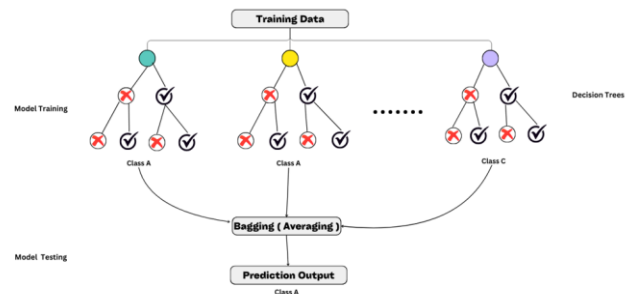 Training Data
Model Training
Decision Trees
Class A
Class A
Class C
Bagging ( Averaging )
Model Testing
Prediction Output
Class A